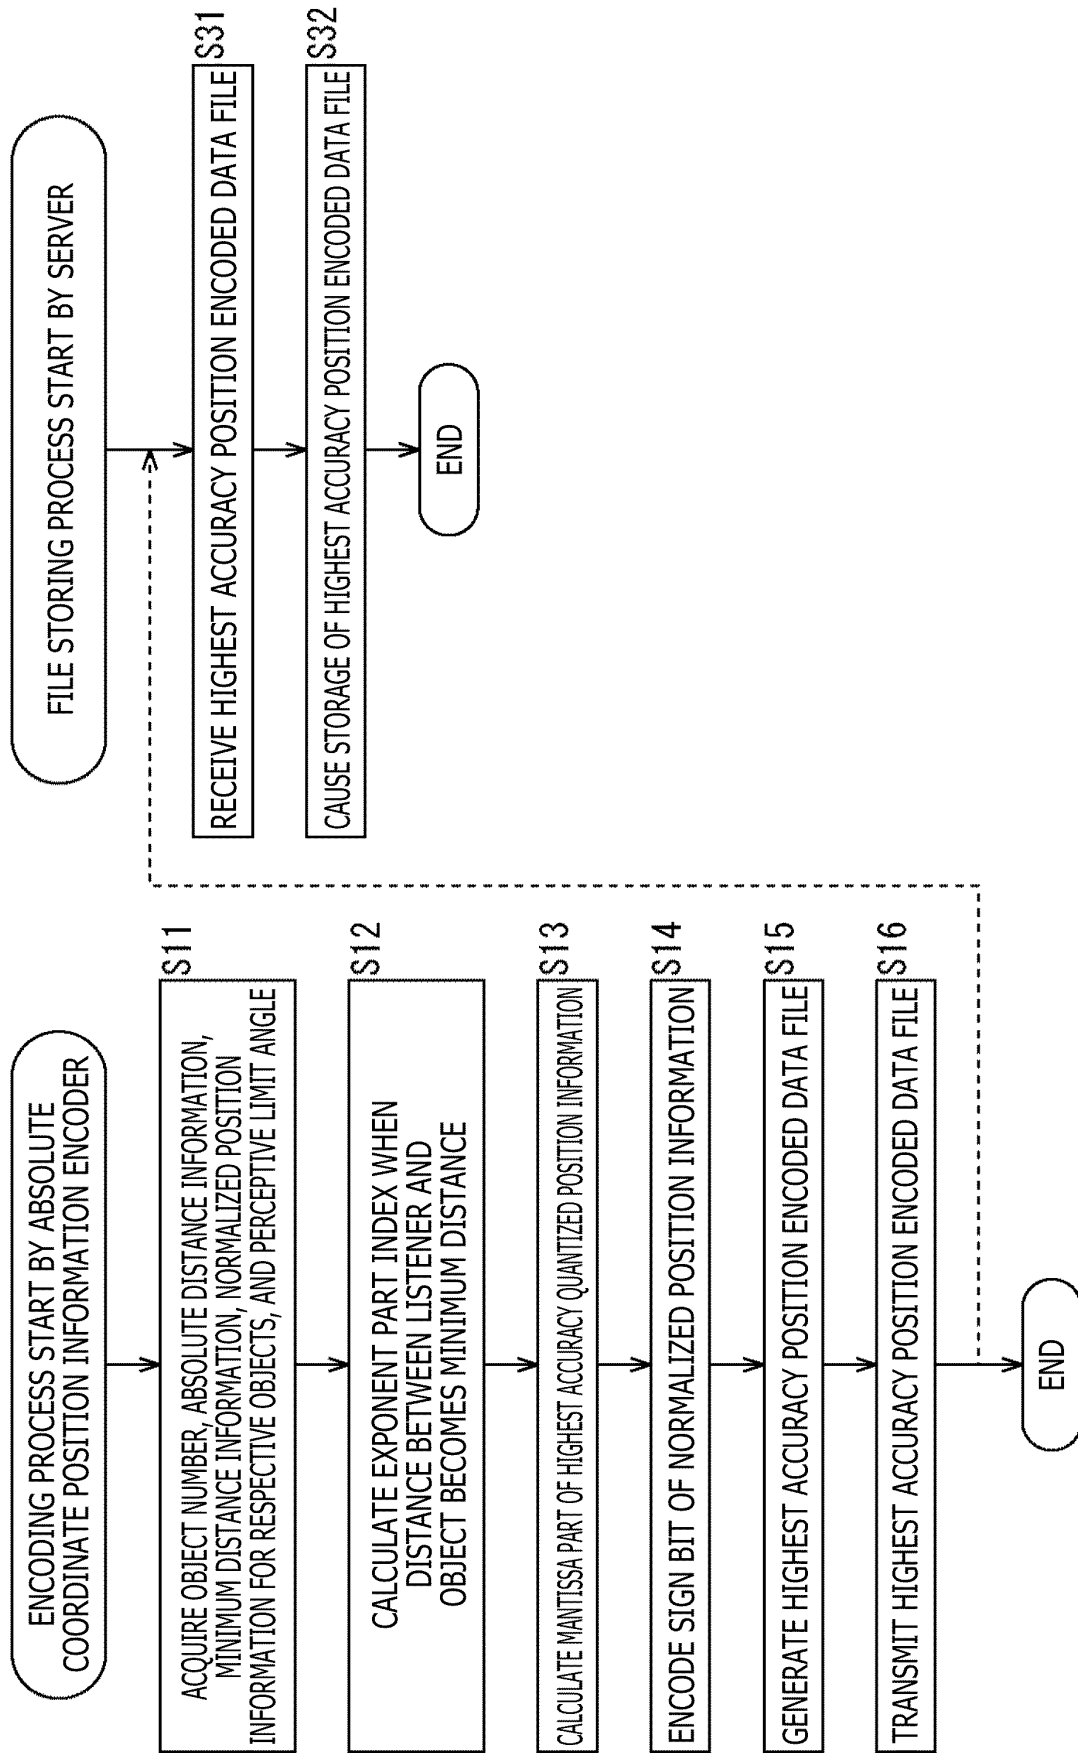 ENCODING PROCESS START BY ABSOLUTE
COORDINATE POSITION INFORMATION ENCODER
S11
ACQUIRE OBJECT NUMBER, ABSOLUTE DISTANCE INFORMATION,
MINIMUM DISTANCE INFORMATION, NORMALIZED POSITION
INFORMATION FOR RESPECTIVE OBJECTS, AND PERCEPTIVE LIMIT ANGLE
S12
CALCULATE EXPONENT PART INDEX WHEN
DISTANCE BETWEEN LISTENER AND
OBJECT BECOMES MINIMUM DISTANCE
S13
CALCULATE MANTISSA PART OF HIGHEST ACCURACY QUANTIZED POSITION INFORMATION
S14
ENCODE SIGN BIT OF NORMALIZED POSITION INFORMATION
S15
GENERATE HIGHEST ACCURACY POSITION ENCODED DATA FILE
S16
TRANSMIT HIGHEST ACCURACY POSITION ENCODED DATA FILE
END
FILE STORING PROCESS START BY SERVER
S31
RECEIVE HIGHEST ACCURACY POSITION ENCODED DATA FILE
S32
CAUSE STORAGE OF HIGHEST ACCURACY POSITION ENCODED DATA FILE
END